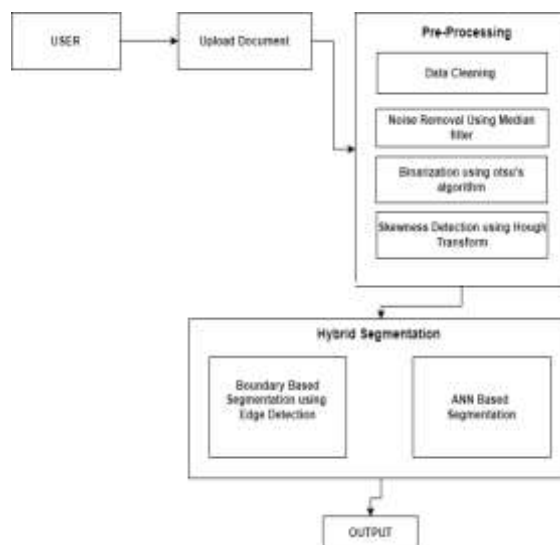 USER
Upload Document
Pre-Processing
Data Cleaning
Noise Removal Using Median
filter
Binarization using otsu's
algorithm
Skewness Detection using Hough
Transform
Hybrid Segmentation
Boundary Based
Segmentation using
Edge Detection
ANN Based
Segmentation
OUTPUT